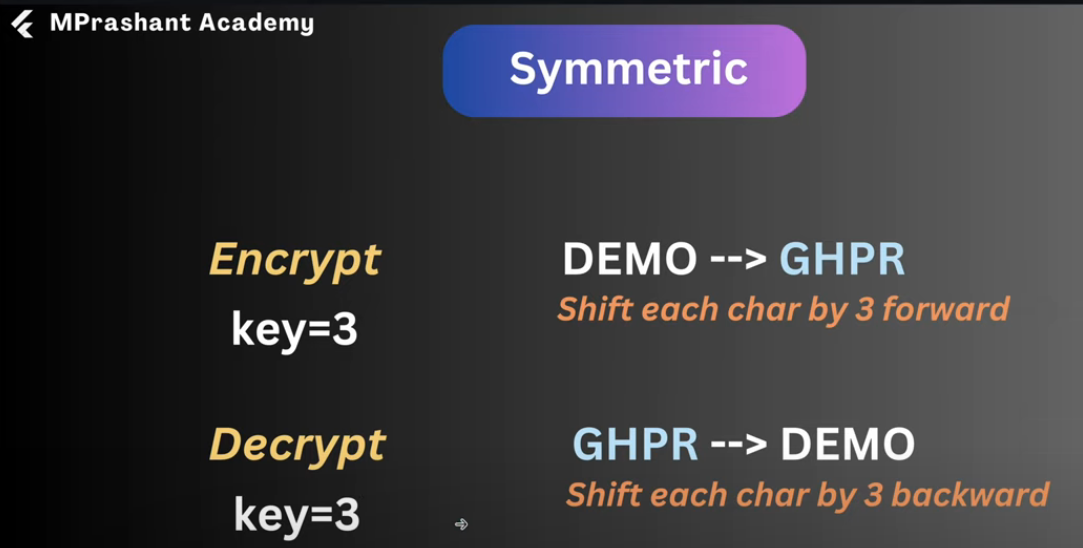 MPrashant Academy
Symmetric
Encrypt
key=3
DEMO --> GHPR
Shift each char by 3 forward
Decrypt
key=3
GHPR --> DEMO
Shift each char by 3 backward